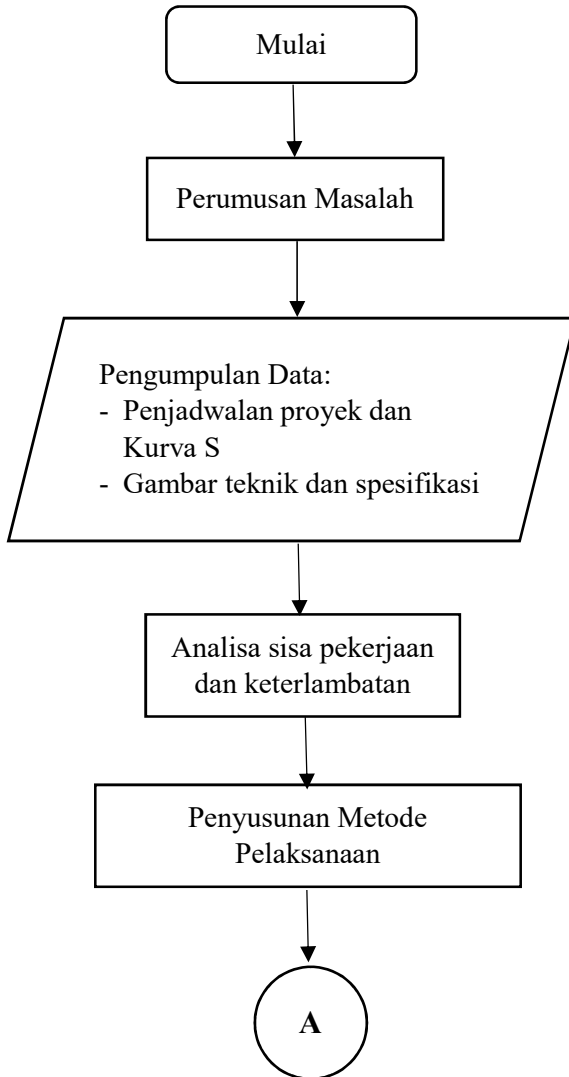 Mulai
Perumusan Masalah
Pengumpulan Data:
- Penjadwalan proyek dan
Kurva S
- Gambar teknik dan spesifikasi
Analisa sisa pekerjaan
dan keterlambatan
Penyusunan Metode
Pelaksanaan
A